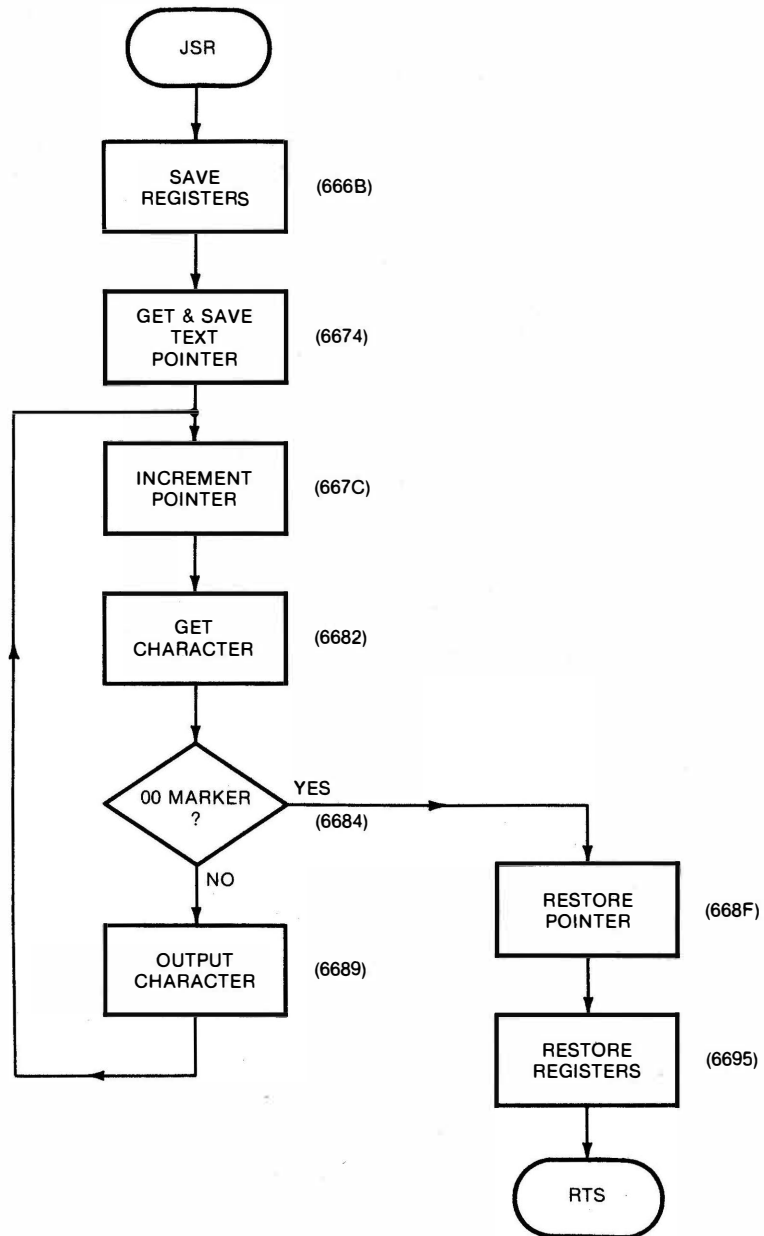 JSR
SAVE
REGISTERS
(666B)
GET & SAVE
TEXT
POINTER
(6674)
INCREMENT
POINTER
(667C)
GET
CHARACTER
(6682)
00 MARKER
?
YES
(6684)
NO
OUTPUT
CHARACTER
(6689)
RESTORE
POINTER
(668F)
RESTORE
REGISTERS
(6695)
RTS